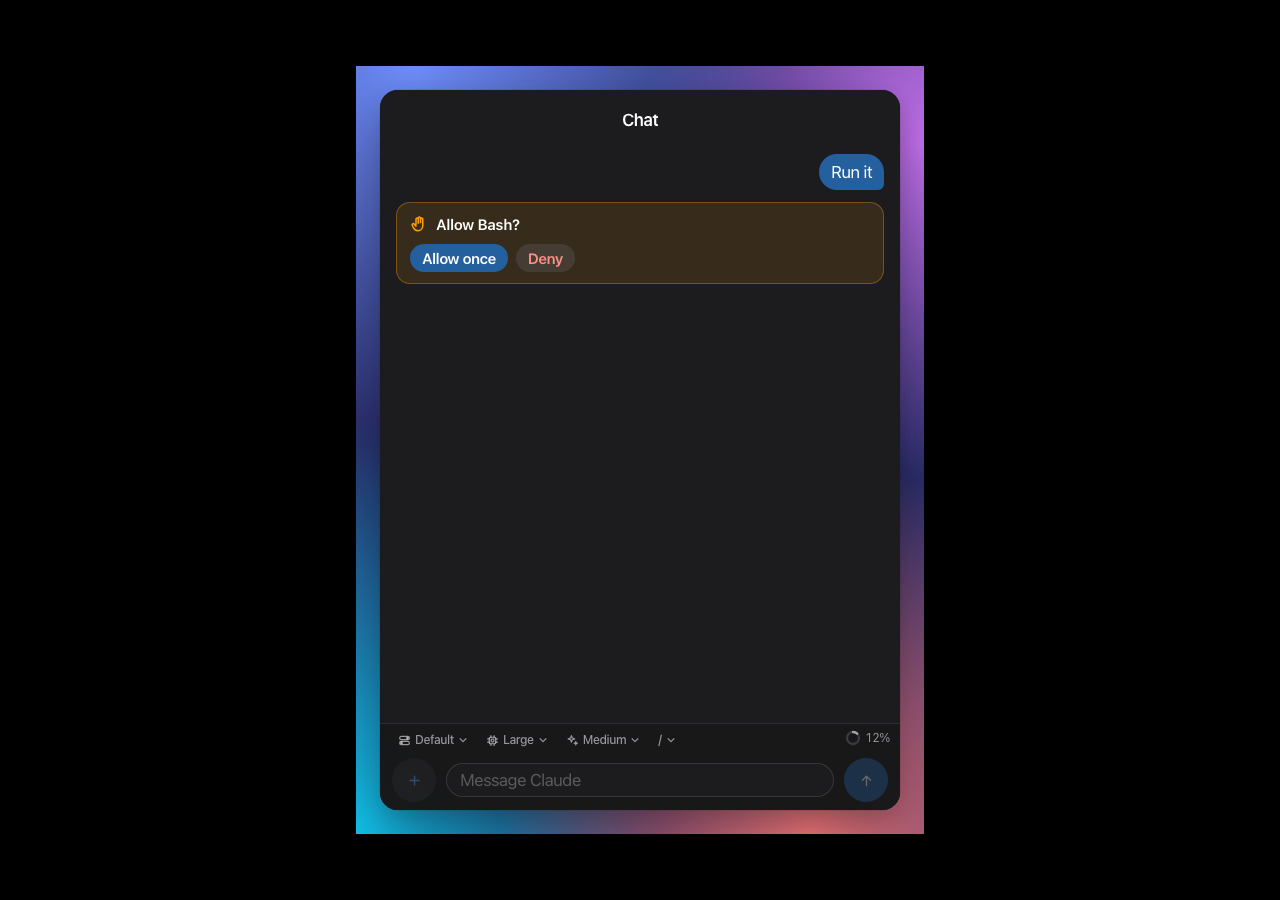 Chat
Run it
Allow Bash?
Allow once
Deny
Default
Large
Medium
/
12%
Message Claude